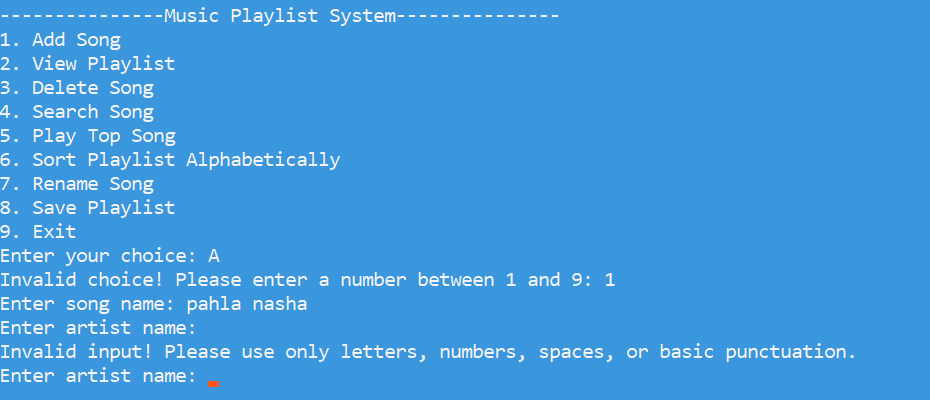 ---------------Music Playlist System---------------
1. Add Song
2. View Playlist
3. Delete Song
4. Search Song
5. Play Top Song
6. Sort Playlist Alphabetically
7. Rename Song
8. Save Playlist
9. Exit
Enter your choice: A
Invalid choice! Please enter a number between 1 and 9: 1
Enter song name: pahla nasha
Enter artist name:
Invalid input! Please use only letters, numbers, spaces, or basic punctuation.
Enter artist name: